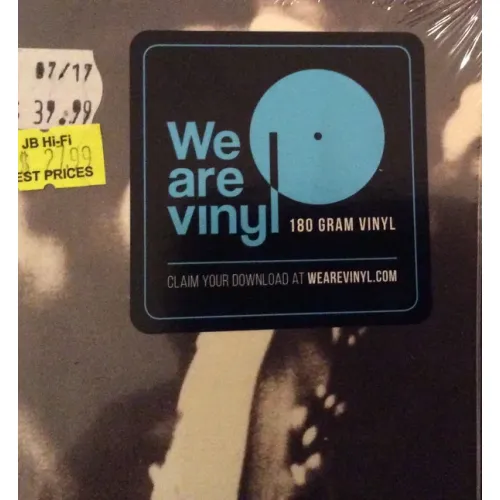 07/17
$ 39.99
JB Hi-Fi
$ 27.99
EST PRICES
We
are
vinyl
180 GRAM VINYL
CLAIM YOUR DOWNLOAD AT WEAREVINYL.COM